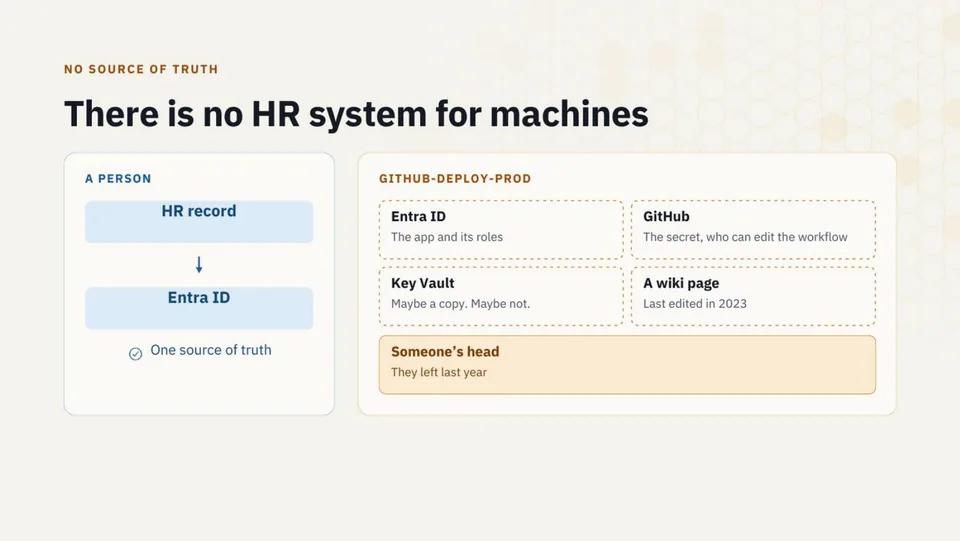 NO SOURCE OF TRUTH
There is no HR system for machines
A PERSON
HR record
Entra ID
One source of truth
GITHUB-DEPLOY-PROD
Entra ID
The app and its roles
GitHub
The secret, who can edit the workflow
Key Vault
Maybe a copy. Maybe not.
A wiki page
Last edited in 2023
Someone’s head
They left last year